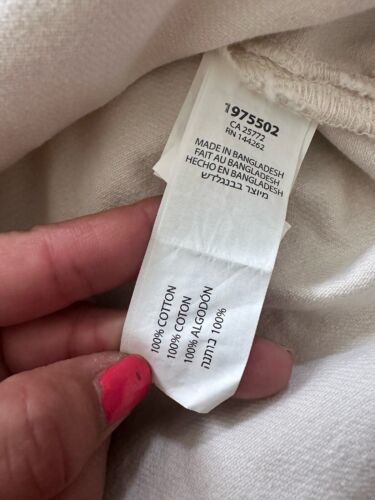 1975502
CA 25772
RN 144262
MADE IN BANGLADESH
FAIT AU BANGLADESH
HECHO EN BANGLADESH
מיוצר בבנגלדש
100% COTTON
100% COTON
100% ALGODÓN
100% כותנה